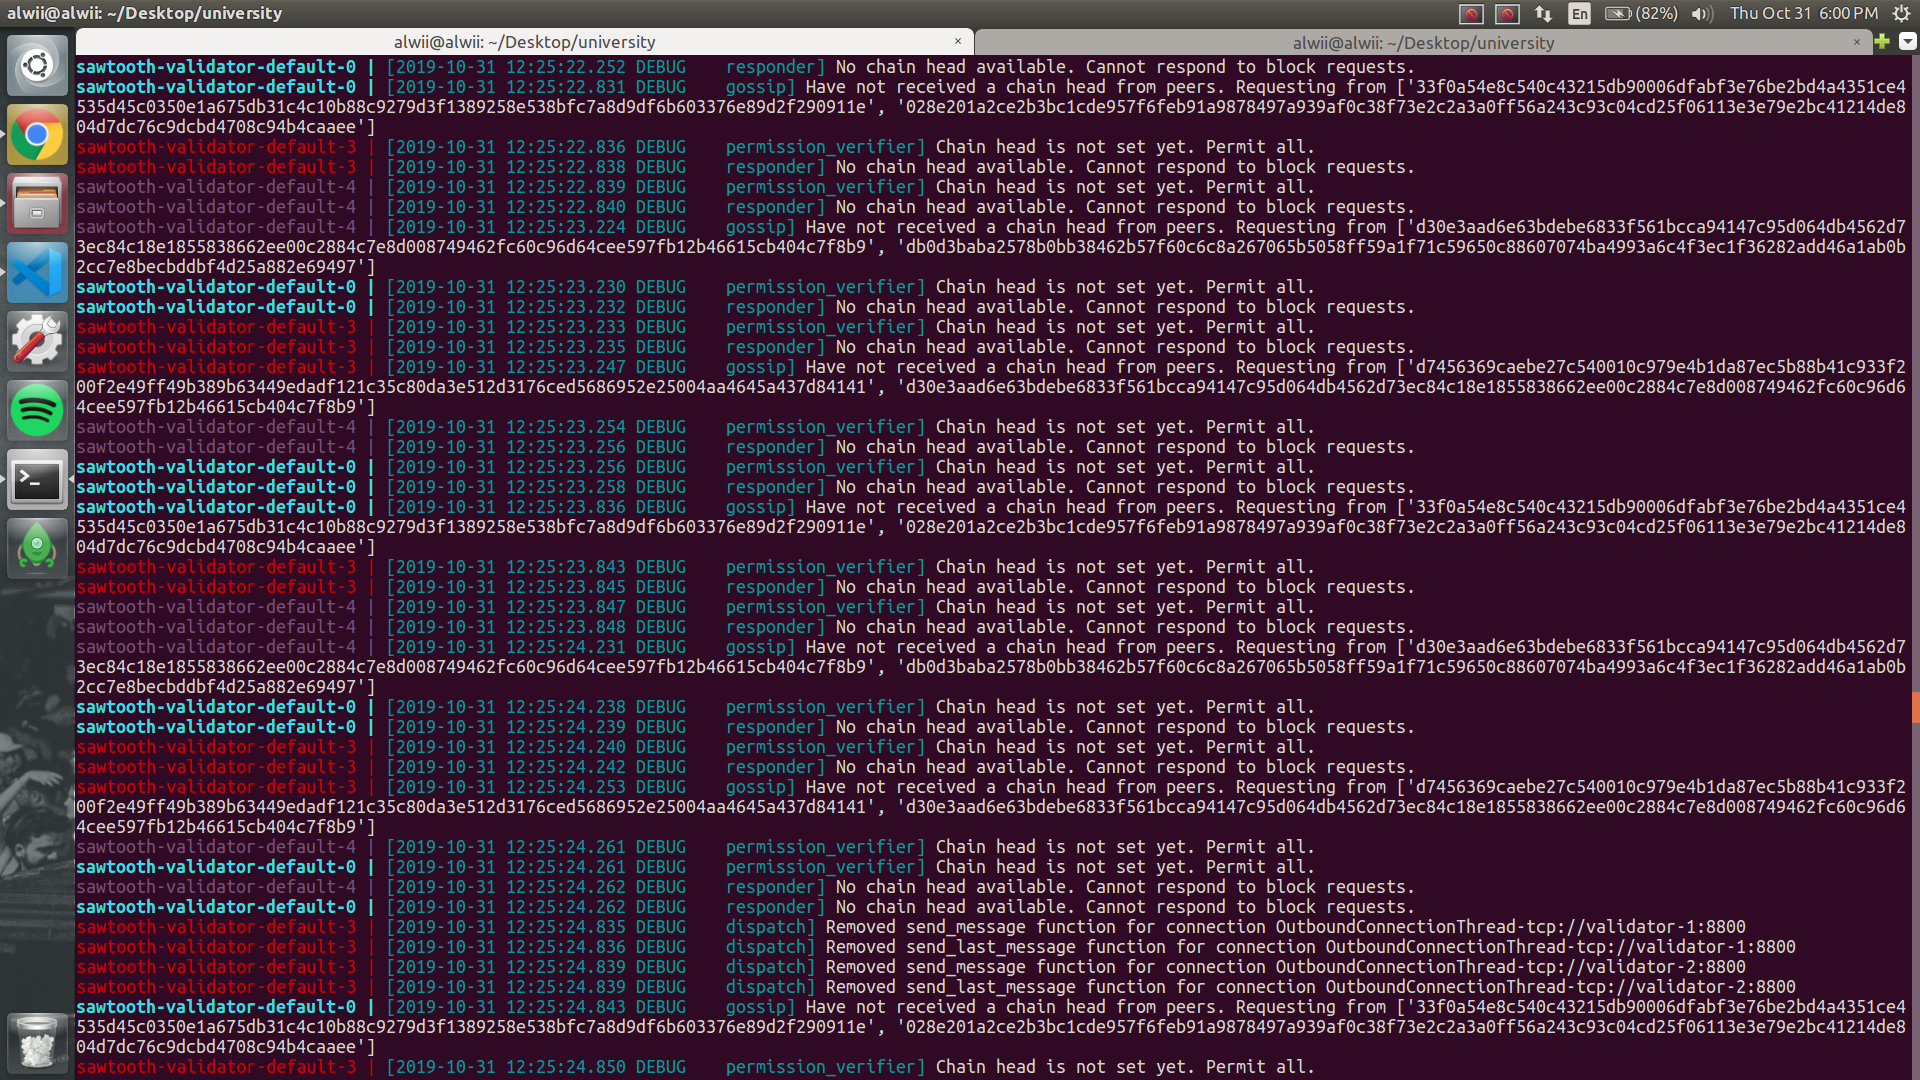 alwii@alwii: ~/Desktop/university
En
(82%)
Thu Oct 31 6:00 PM
alwii@alwii: ~/Desktop/university ×
alwii@alwii: ~/Desktop/university ×
sawtooth-validator-default-0 | [2019-10-31 12:25:22.252 DEBUG    responder] No chain head available. Cannot respond to block requests.
sawtooth-validator-default-0 | [2019-10-31 12:25:22.831 DEBUG    gossip] Have not received a chain head from peers. Requesting from ['33f0a54e8c540c43215db90006dfabf3e76be2bd4a4351ce4
535d45c0350e1a675db31c4c10b88c9279d3f1389258e538bfc7a8d9df6b603376e89d2f290911e', '028e201a2ce2b3bc1cde957f6feb91a9878497a939af0c38f73e2c2a3a0ff56a243c93c04cd25f06113e3e79e2bc41214de8
04d7dc76c9dcbd4708c94b4caaee']
sawtooth-validator-default-3 | [2019-10-31 12:25:22.836 DEBUG    permission_verifier] Chain head is not set yet. Permit all.
sawtooth-validator-default-3 | [2019-10-31 12:25:22.838 DEBUG    responder] No chain head available. Cannot respond to block requests.
sawtooth-validator-default-4 | [2019-10-31 12:25:22.839 DEBUG    permission_verifier] Chain head is not set yet. Permit all.
sawtooth-validator-default-4 | [2019-10-31 12:25:22.840 DEBUG    responder] No chain head available. Cannot respond to block requests.
sawtooth-validator-default-4 | [2019-10-31 12:25:23.224 DEBUG    gossip] Have not received a chain head from peers. Requesting from ['d30e3aad6e63bdebe6833f561bcca94147c95d064db4562d7
3ec84c18e1855838662ee00c2884c7e8d008749462fc60c96d64cee597fb12b46615cb404c7f8b9', 'db0d3baba2578b0bb38462b57f60c6c8a267065b5058ff59a1f71c59650c88607074ba4993a6c4f3ec1f36282add46a1ab0b
2cc7e8becbddbf4d25a882e69497']
sawtooth-validator-default-0 | [2019-10-31 12:25:23.230 DEBUG    permission_verifier] Chain head is not set yet. Permit all.
sawtooth-validator-default-0 | [2019-10-31 12:25:23.232 DEBUG    responder] No chain head available. Cannot respond to block requests.
sawtooth-validator-default-3 | [2019-10-31 12:25:23.233 DEBUG    permission_verifier] Chain head is not set yet. Permit all.
sawtooth-validator-default-3 | [2019-10-31 12:25:23.235 DEBUG    responder] No chain head available. Cannot respond to block requests.
sawtooth-validator-default-3 | [2019-10-31 12:25:23.247 DEBUG    gossip] Have not received a chain head from peers. Requesting from ['d7456369caebe27c540010c979e4b1da87ec5b88b41c933f2
00f2e49ff49b389b63449edadf121c35c80da3e512d3176ced5686952e25004aa4645a437d84141', 'd30e3aad6e63bdebe6833f561bcca94147c95d064db4562d73ec84c18e1855838662ee00c2884c7e8d008749462fc60c96d6
4cee597fb12b46615cb404c7f8b9']
sawtooth-validator-default-4 | [2019-10-31 12:25:23.254 DEBUG    permission_verifier] Chain head is not set yet. Permit all.
sawtooth-validator-default-4 | [2019-10-31 12:25:23.256 DEBUG    responder] No chain head available. Cannot respond to block requests.
sawtooth-validator-default-0 | [2019-10-31 12:25:23.256 DEBUG    permission_verifier] Chain head is not set yet. Permit all.
sawtooth-validator-default-0 | [2019-10-31 12:25:23.258 DEBUG    responder] No chain head available. Cannot respond to block requests.
sawtooth-validator-default-0 | [2019-10-31 12:25:23.836 DEBUG    gossip] Have not received a chain head from peers. Requesting from ['33f0a54e8c540c43215db90006dfabf3e76be2bd4a4351ce4
535d45c0350e1a675db31c4c10b88c9279d3f1389258e538bfc7a8d9df6b603376e89d2f290911e', '028e201a2ce2b3bc1cde957f6feb91a9878497a939af0c38f73e2c2a3a0ff56a243c93c04cd25f06113e3e79e2bc41214de8
04d7dc76c9dcbd4708c94b4caaee']
sawtooth-validator-default-3 | [2019-10-31 12:25:23.843 DEBUG    permission_verifier] Chain head is not set yet. Permit all.
sawtooth-validator-default-3 | [2019-10-31 12:25:23.845 DEBUG    responder] No chain head available. Cannot respond to block requests.
sawtooth-validator-default-4 | [2019-10-31 12:25:23.847 DEBUG    permission_verifier] Chain head is not set yet. Permit all.
sawtooth-validator-default-4 | [2019-10-31 12:25:23.848 DEBUG    responder] No chain head available. Cannot respond to block requests.
sawtooth-validator-default-4 | [2019-10-31 12:25:24.231 DEBUG    gossip] Have not received a chain head from peers. Requesting from ['d30e3aad6e63bdebe6833f561bcca94147c95d064db4562d7
3ec84c18e1855838662ee00c2884c7e8d008749462fc60c96d64cee597fb12b46615cb404c7f8b9', 'db0d3baba2578b0bb38462b57f60c6c8a267065b5058ff59a1f71c59650c88607074ba4993a6c4f3ec1f36282add46a1ab0b
2cc7e8becbddbf4d25a882e69497']
sawtooth-validator-default-0 | [2019-10-31 12:25:24.238 DEBUG    permission_verifier] Chain head is not set yet. Permit all.
sawtooth-validator-default-0 | [2019-10-31 12:25:24.239 DEBUG    responder] No chain head available. Cannot respond to block requests.
sawtooth-validator-default-3 | [2019-10-31 12:25:24.240 DEBUG    permission_verifier] Chain head is not set yet. Permit all.
sawtooth-validator-default-3 | [2019-10-31 12:25:24.242 DEBUG    responder] No chain head available. Cannot respond to block requests.
sawtooth-validator-default-3 | [2019-10-31 12:25:24.253 DEBUG    gossip] Have not received a chain head from peers. Requesting from ['d7456369caebe27c540010c979e4b1da87ec5b88b41c933f2
00f2e49ff49b389b63449edadf121c35c80da3e512d3176ced5686952e25004aa4645a437d84141', 'd30e3aad6e63bdebe6833f561bcca94147c95d064db4562d73ec84c18e1855838662ee00c2884c7e8d008749462fc60c96d6
4cee597fb12b46615cb404c7f8b9']
sawtooth-validator-default-4 | [2019-10-31 12:25:24.261 DEBUG    permission_verifier] Chain head is not set yet. Permit all.
sawtooth-validator-default-0 | [2019-10-31 12:25:24.261 DEBUG    permission_verifier] Chain head is not set yet. Permit all.
sawtooth-validator-default-4 | [2019-10-31 12:25:24.262 DEBUG    responder] No chain head available. Cannot respond to block requests.
sawtooth-validator-default-0 | [2019-10-31 12:25:24.262 DEBUG    responder] No chain head available. Cannot respond to block requests.
sawtooth-validator-default-3 | [2019-10-31 12:25:24.835 DEBUG    dispatch] Removed send_message function for connection OutboundConnectionThread-tcp://validator-1:8800
sawtooth-validator-default-3 | [2019-10-31 12:25:24.836 DEBUG    dispatch] Removed send_last_message function for connection OutboundConnectionThread-tcp://validator-1:8800
sawtooth-validator-default-3 | [2019-10-31 12:25:24.839 DEBUG    dispatch] Removed send_message function for connection OutboundConnectionThread-tcp://validator-2:8800
sawtooth-validator-default-3 | [2019-10-31 12:25:24.839 DEBUG    dispatch] Removed send_last_message function for connection OutboundConnectionThread-tcp://validator-2:8800
sawtooth-validator-default-0 | [2019-10-31 12:25:24.843 DEBUG    gossip] Have not received a chain head from peers. Requesting from ['33f0a54e8c540c43215db90006dfabf3e76be2bd4a4351ce4
535d45c0350e1a675db31c4c10b88c9279d3f1389258e538bfc7a8d9df6b603376e89d2f290911e', '028e201a2ce2b3bc1cde957f6feb91a9878497a939af0c38f73e2c2a3a0ff56a243c93c04cd25f06113e3e79e2bc41214de8
04d7dc76c9dcbd4708c94b4caaee']
sawtooth-validator-default-3 | [2019-10-31 12:25:24.850 DEBUG    permission_verifier] Chain head is not set yet. Permit all.